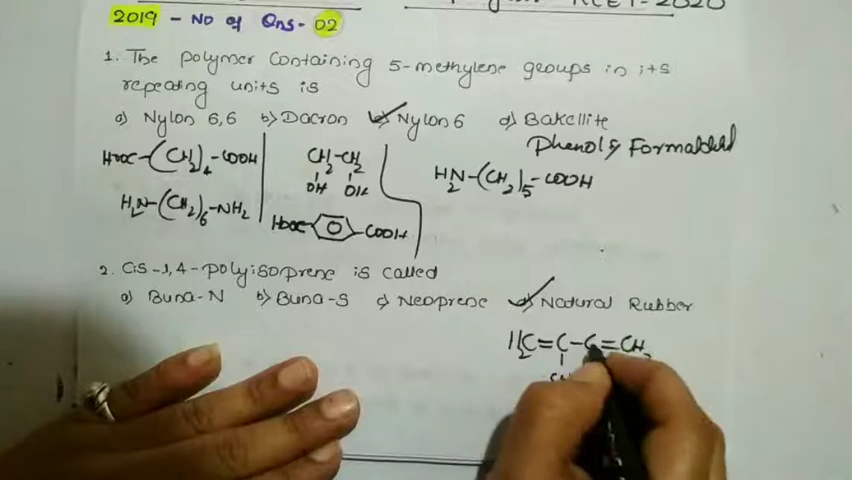 KCET-2020
2019 - No of Qns- 02
1. The polymer containing 5-methylene groups in its
repeating units is
a) Nylon 6,6 b) Dacron c) Nylon 6 d) Bakellite
Phenol &
HOOC-(CH2)4-COOH
CH2-CH2
OH OH
H2N-(CH2)5-COOH
H2N-(CH2)6-NH2
HOOC COOH
2. Cis-1,4-polyisoprene is called
a) Buna-N b) Buna-S c) Neoprene d) Natural Rubber
H2C=C-C=CH2